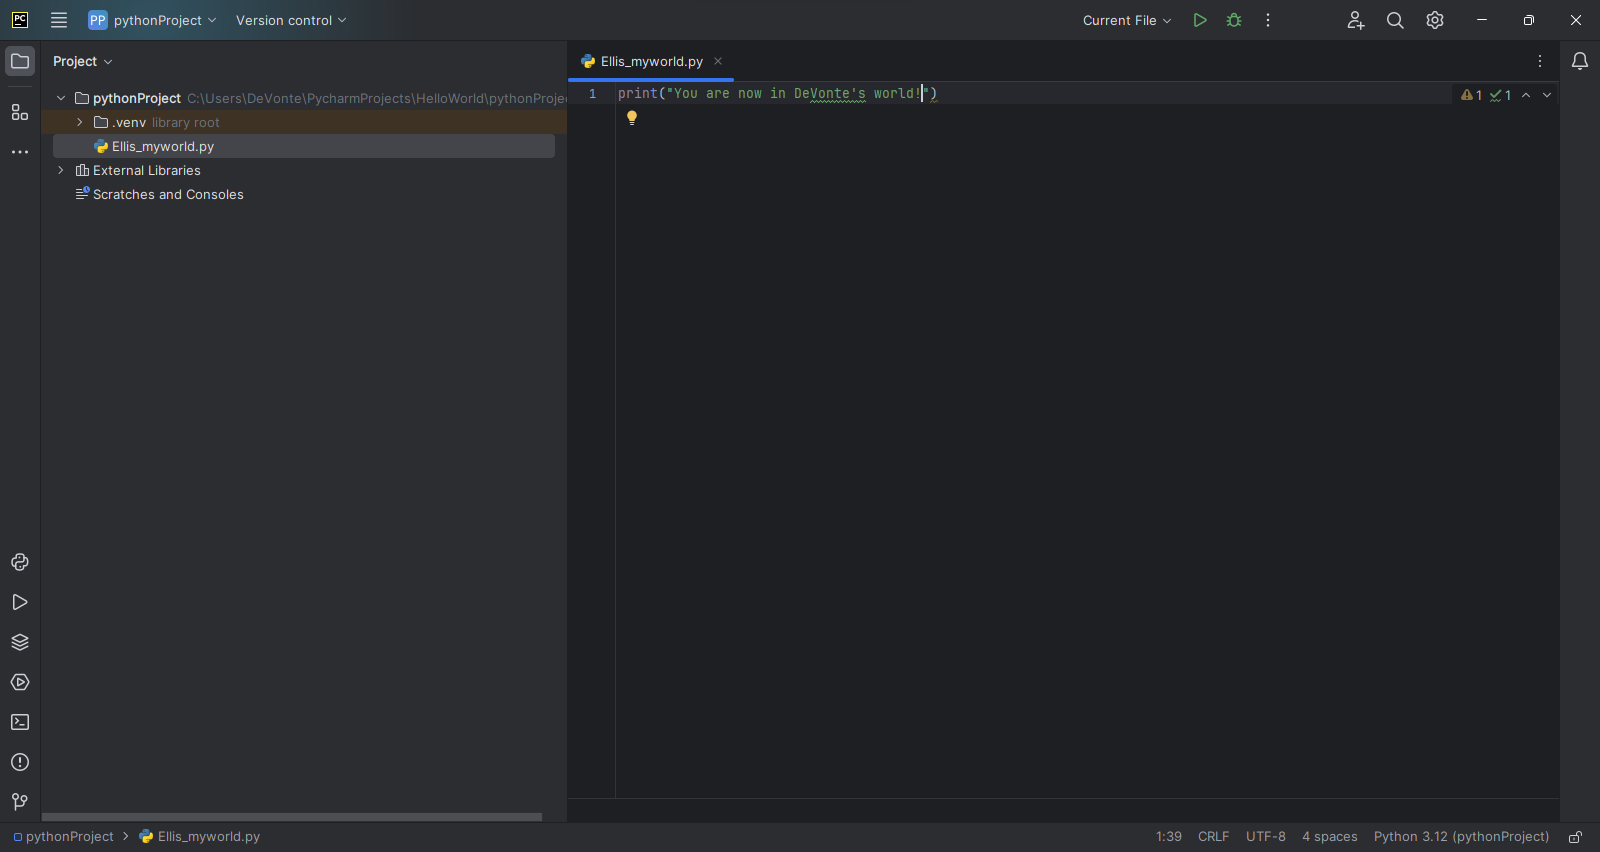 PC PP pythonProject Version control Current File
Project
Ellis_myworld.py
pythonProject C:\Users\DeVonte\PycharmProjects\HelloWorld\pythonProje
1 print("You are now in DeVonte's world!") 1 1
.venv library root
Ellis_myworld.py
External Libraries
Scratches and Consoles
pythonProject > Ellis_myworld.py 1:39 CRLF UTF-8 4 spaces Python 3.12 (pythonProject)